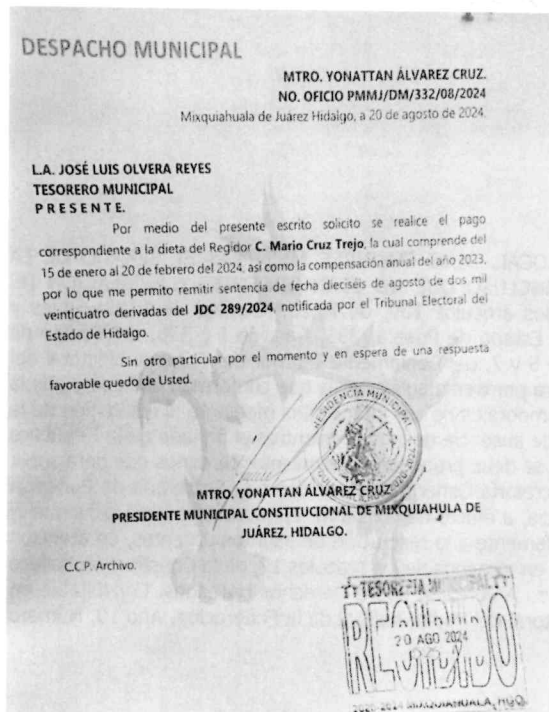 DESPACHO MUNICIPAL
MTRO. YONATTAN ÁLVAREZ CRUZ.
NO. OFICIO PMMJ/DM/332/08/2024
Mixquiahuala de Juárez Hidalgo, a 20 de agosto de 2024.
L.A. JOSÉ LUIS OLVERA REYES
TESORERO MUNICIPAL
P R E S E N T E.
Por medio del presente escrito solicito se realice el pago
correspondiente a la dieta del Regidor C. Mario Cruz Trejo, la cual comprende del
15 de enero al 20 de febrero del 2024, así como la compensación anual del año 2023,
por lo que me permito remitir sentencia de fecha dieciséis de agosto de dos mil
veinticuatro derivadas del JDC 289/2024, notificada por el Tribunal Electoral del
Estado de Hidalgo.
Sin otro particular por el momento y en espera de una respuesta
favorable quedo de Usted.
PRESIDENCIA MUNICIPAL
MTRO. YONATTAN ÁLVAREZ CRUZ
PRESIDENTE MUNICIPAL CONSTITUCIONAL DE MIXQUIAHULA DE
JUÁREZ, HIDALGO.
C.C.P. Archivo.
TESORERIA MUNICIPAL
20 AGO 2024
RECIBIDO
2020-2024 MIXQUIAHUALA, HGO